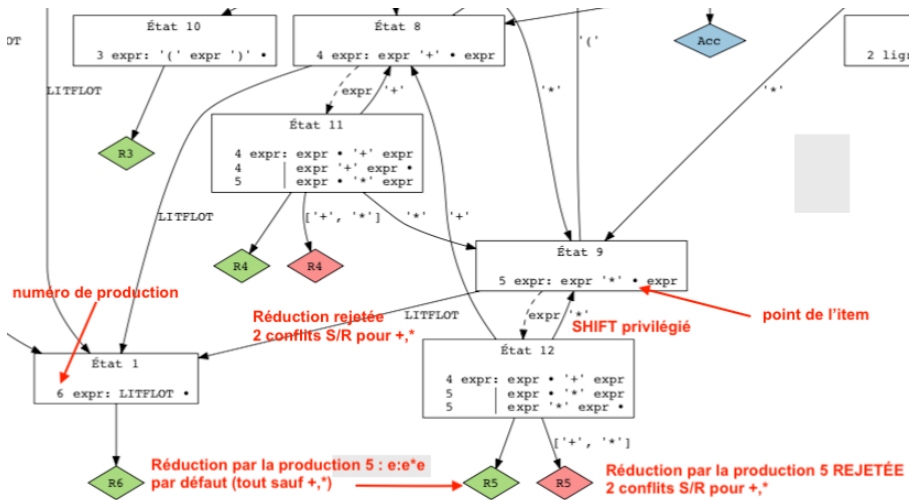 État 10
3 expr: '(' expr ')' •
État 8
4 expr: expr '+' • expr
Acc
2 lign
LOT
LITFLOT
expr
'+'
'*'
'('
'*'
État 11
4 expr: expr • '+' expr
4 | expr '+' expr •
5 | expr • '*' expr
R3
LITFLOT
['+', '*']
'*'
'+'
R4
R4
État 9
5 expr: expr '*' • expr
numéro de production
Réduction rejetée
2 conflits S/R pour +,*
LITFLOT
expr
'*'
SHIFT privilégié
point de l'item
État 1
6 expr: LITFLOT •
État 12
4 expr: expr • '+' expr
5 | expr • '*' expr
5 | expr '*' expr •
['+', '*']
R6
Réduction par la production 5 : e:e*e
par défaut (tout sauf +,*)
R5
R5
Réduction par la production 5 REJETÉE
2 conflits S/R pour +,*